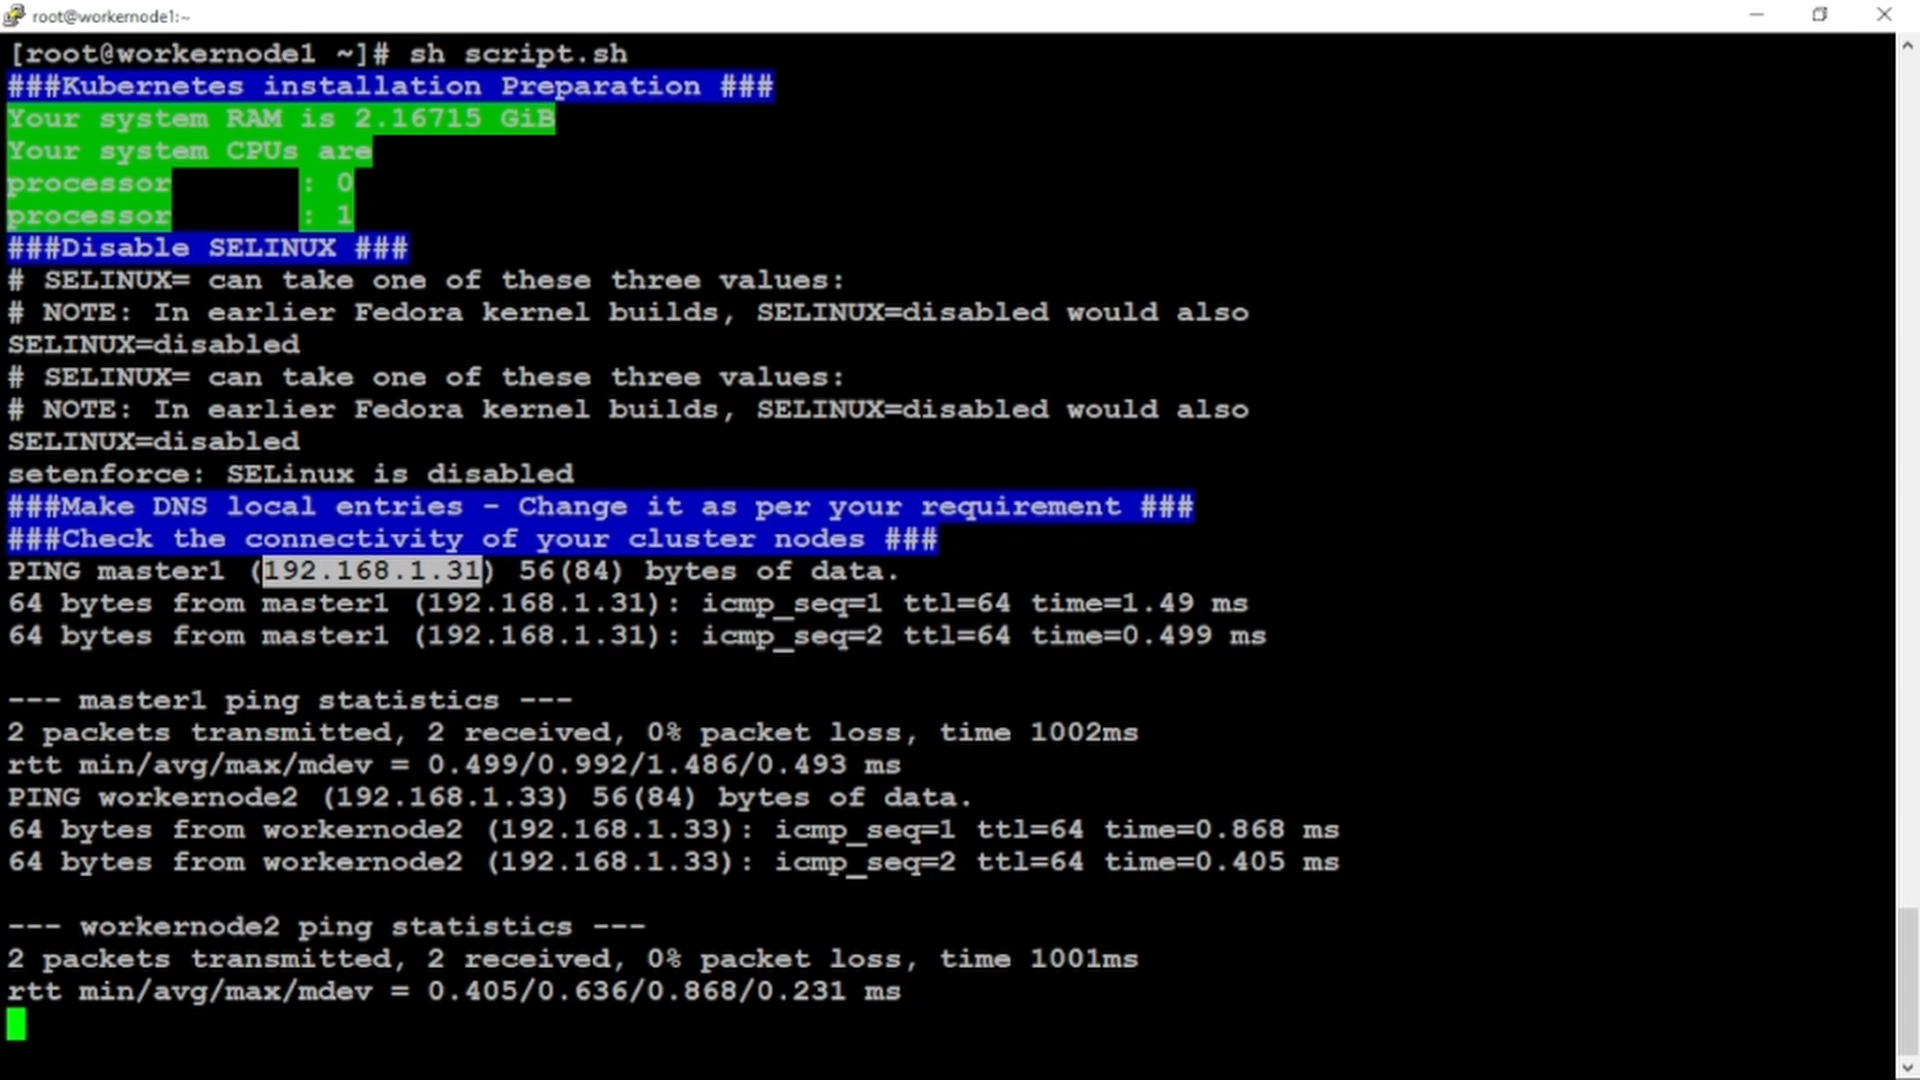 root@workernode1:~
[root@workernode1 ~]# sh script.sh
###Kubernetes installation Preparation ###
Your system RAM is 2.16715 GiB
Your system CPUs are
processor       : 0
processor       : 1
###Disable SELINUX ###
# SELINUX= can take one of these three values:
# NOTE: In earlier Fedora kernel builds, SELINUX=disabled would also
SELINUX=disabled
# SELINUX= can take one of these three values:
# NOTE: In earlier Fedora kernel builds, SELINUX=disabled would also
SELINUX=disabled
setenforce: SELinux is disabled
###Make DNS local entries - Change it as per your requirement ###
###Check the connectivity of your cluster nodes ###
PING master1 (192.168.1.31) 56(84) bytes of data.
64 bytes from master1 (192.168.1.31): icmp_seq=1 ttl=64 time=1.49 ms
64 bytes from master1 (192.168.1.31): icmp_seq=2 ttl=64 time=0.499 ms
--- master1 ping statistics ---
2 packets transmitted, 2 received, 0% packet loss, time 1002ms
rtt min/avg/max/mdev = 0.499/0.992/1.486/0.493 ms
PING workernode2 (192.168.1.33) 56(84) bytes of data.
64 bytes from workernode2 (192.168.1.33): icmp_seq=1 ttl=64 time=0.868 ms
64 bytes from workernode2 (192.168.1.33): icmp_seq=2 ttl=64 time=0.405 ms
--- workernode2 ping statistics ---
2 packets transmitted, 2 received, 0% packet loss, time 1001ms
rtt min/avg/max/mdev = 0.405/0.636/0.868/0.231 ms